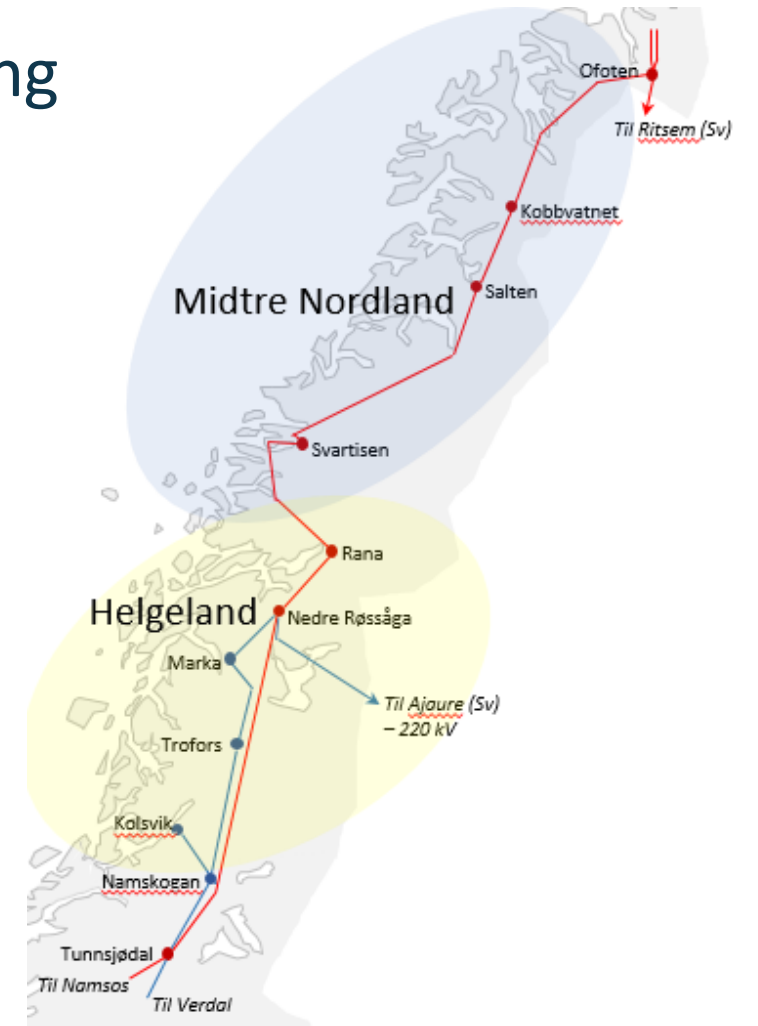 ng
Ofoten
Til Ritsem (Sv)
Kobbvatnet
Midtre Nordland
Salten
Svartisen
Rana
Helgeland
Nedre Røssåga
Marka
Til Ajaure (Sv)
– 220 kV
Trofors
Kolsvik
Namskogan
Tunnsjødal
Til Namsos
Til Verdal